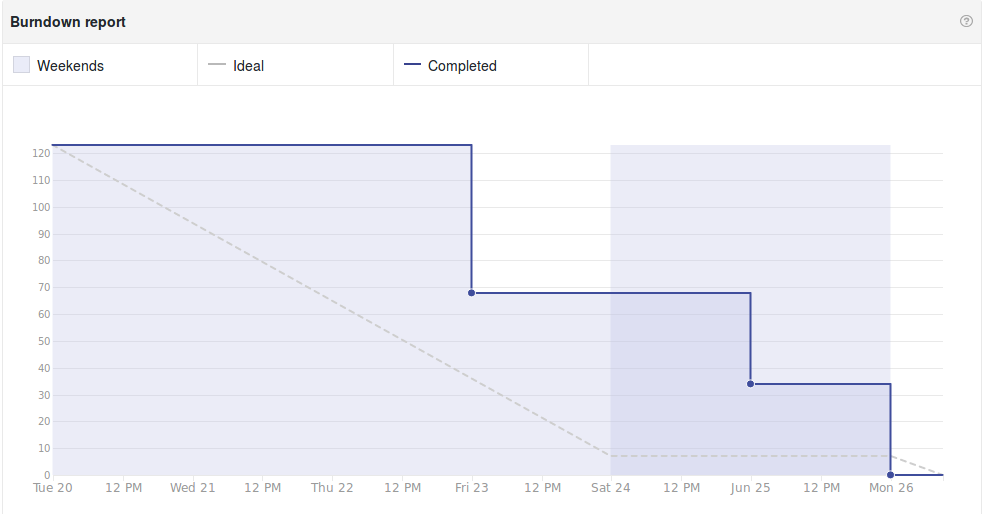 Burndown report
?
Weekends
Ideal
Completed
120
110
100
90
80
70
60
50
40
30
20
10
0
Tue 20 12 PM Wed 21 12 PM Thu 22 12 PM Fri 23 12 PM Sat 24 12 PM Jun 25 12 PM Mon 26